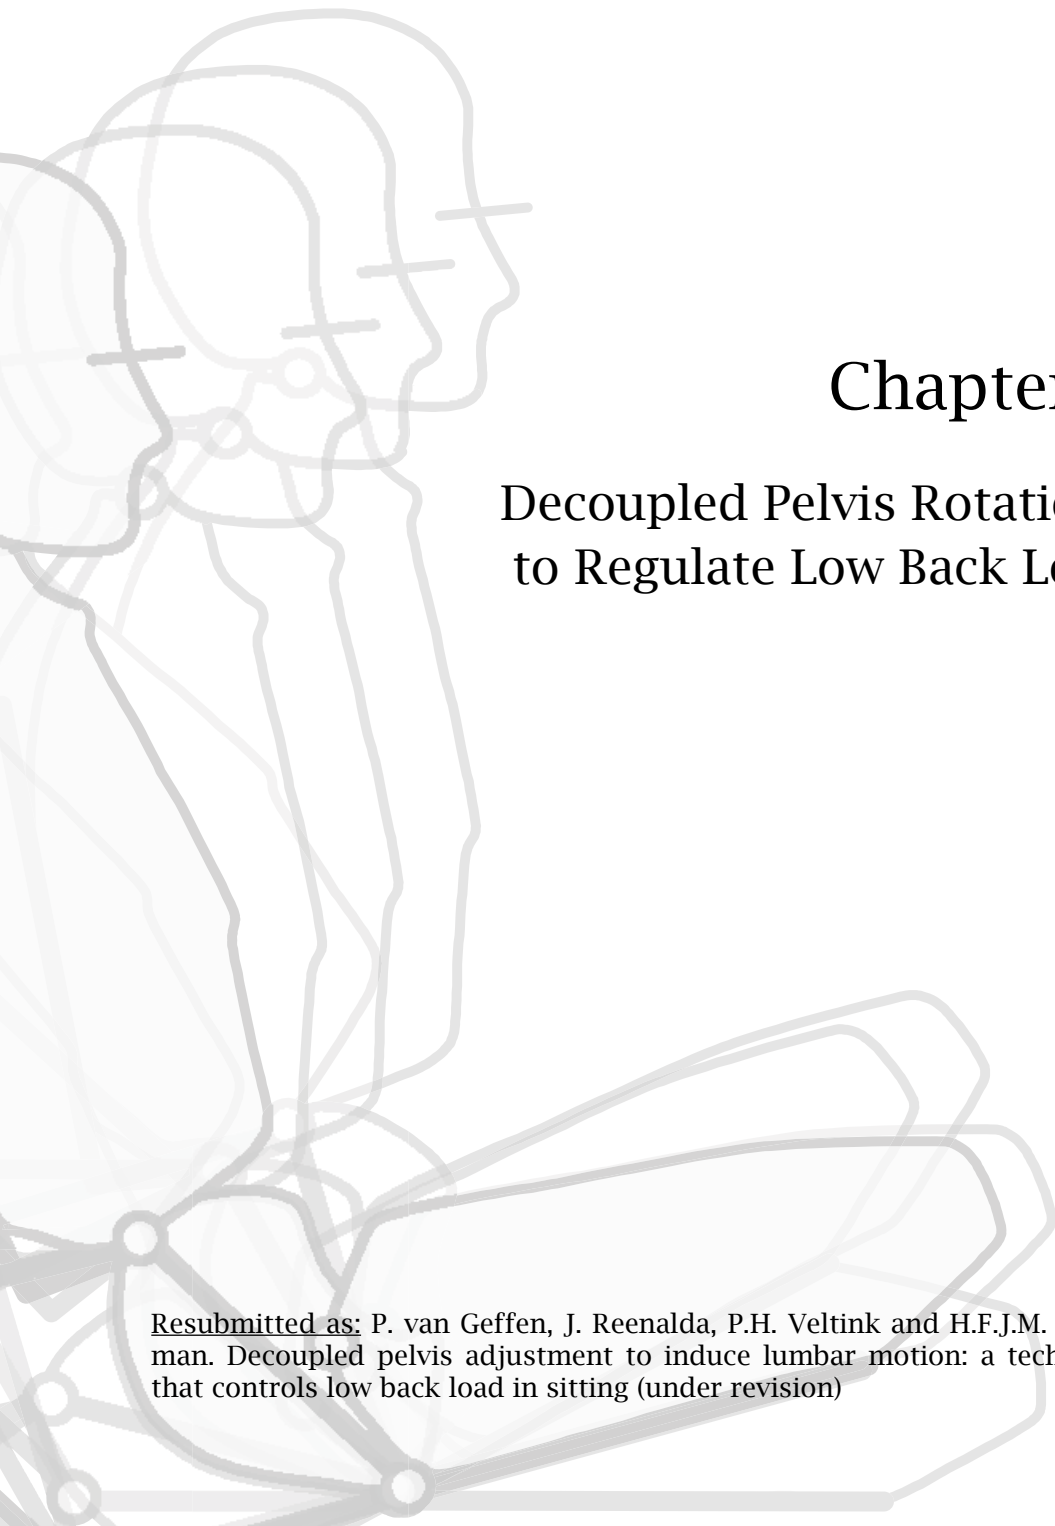 Chapter
Decoupled Pelvis Rotatio
to Regulate Low Back Lo
Resubmitted as: P. van Geffen, J. Reenalda, P.H. Veltink and H.F.J.M.
man. Decoupled pelvis adjustment to induce lumbar motion: a tech
that controls low back load in sitting (under revision)